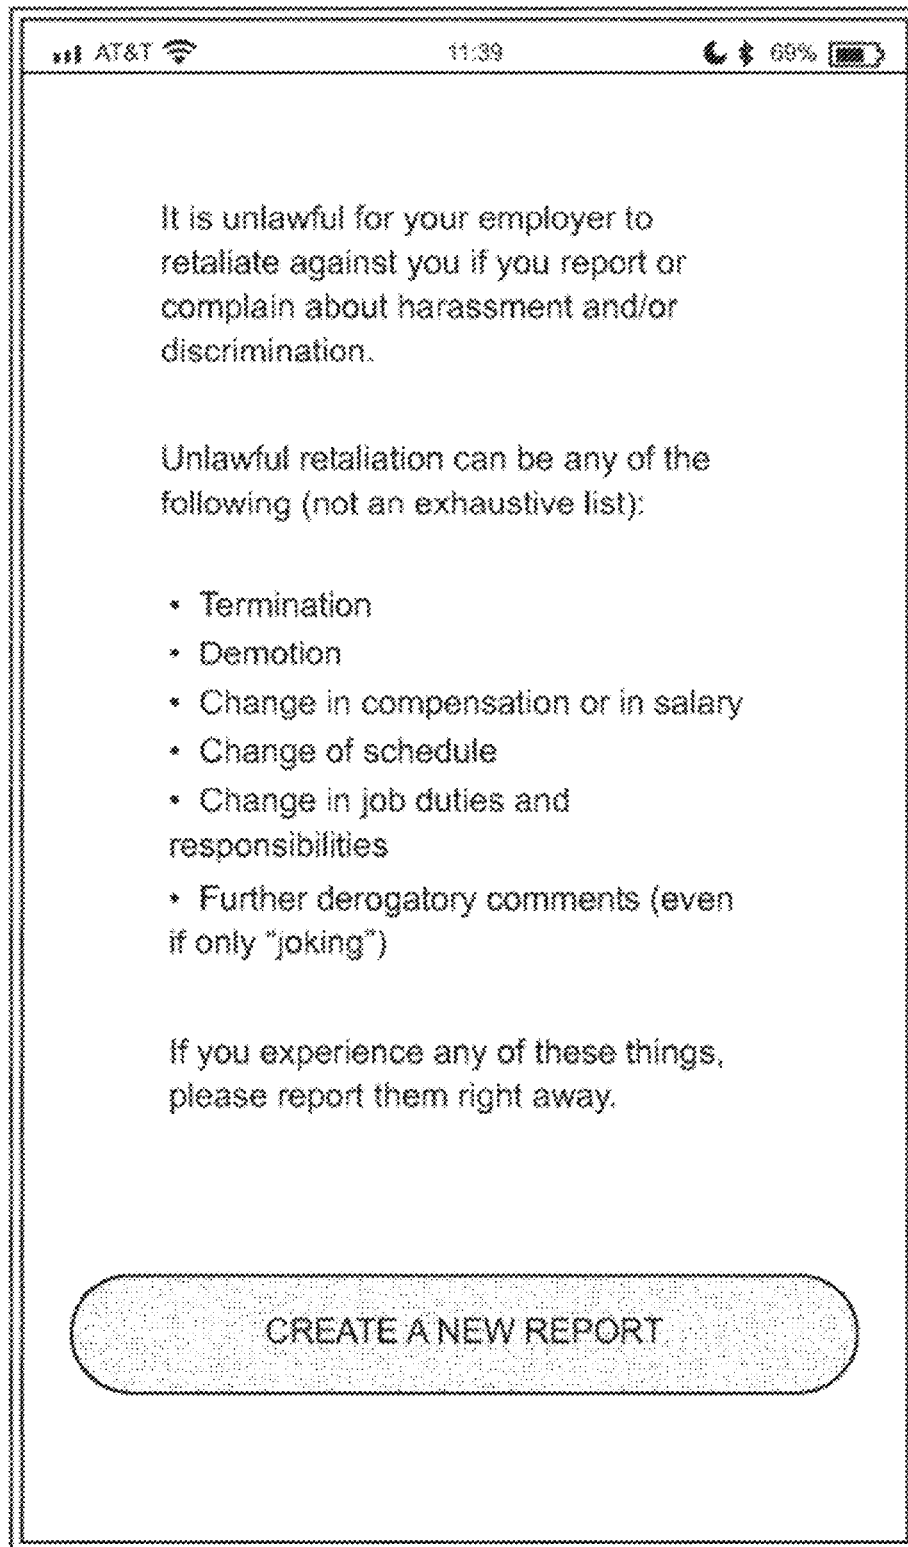 AT&T 11:39 69%
It is unlawful for your employer to
retaliate against you if you report or
complain about harassment and/or
discrimination.
Unlawful retaliation can be any of the
following (not an exhaustive list):
• Termination
• Demotion
• Change in compensation or in salary
• Change of schedule
• Change in job duties and
responsibilities
• Further derogatory comments (even
if only "joking")
If you experience any of these things,
please report them right away.
CREATE A NEW REPORT